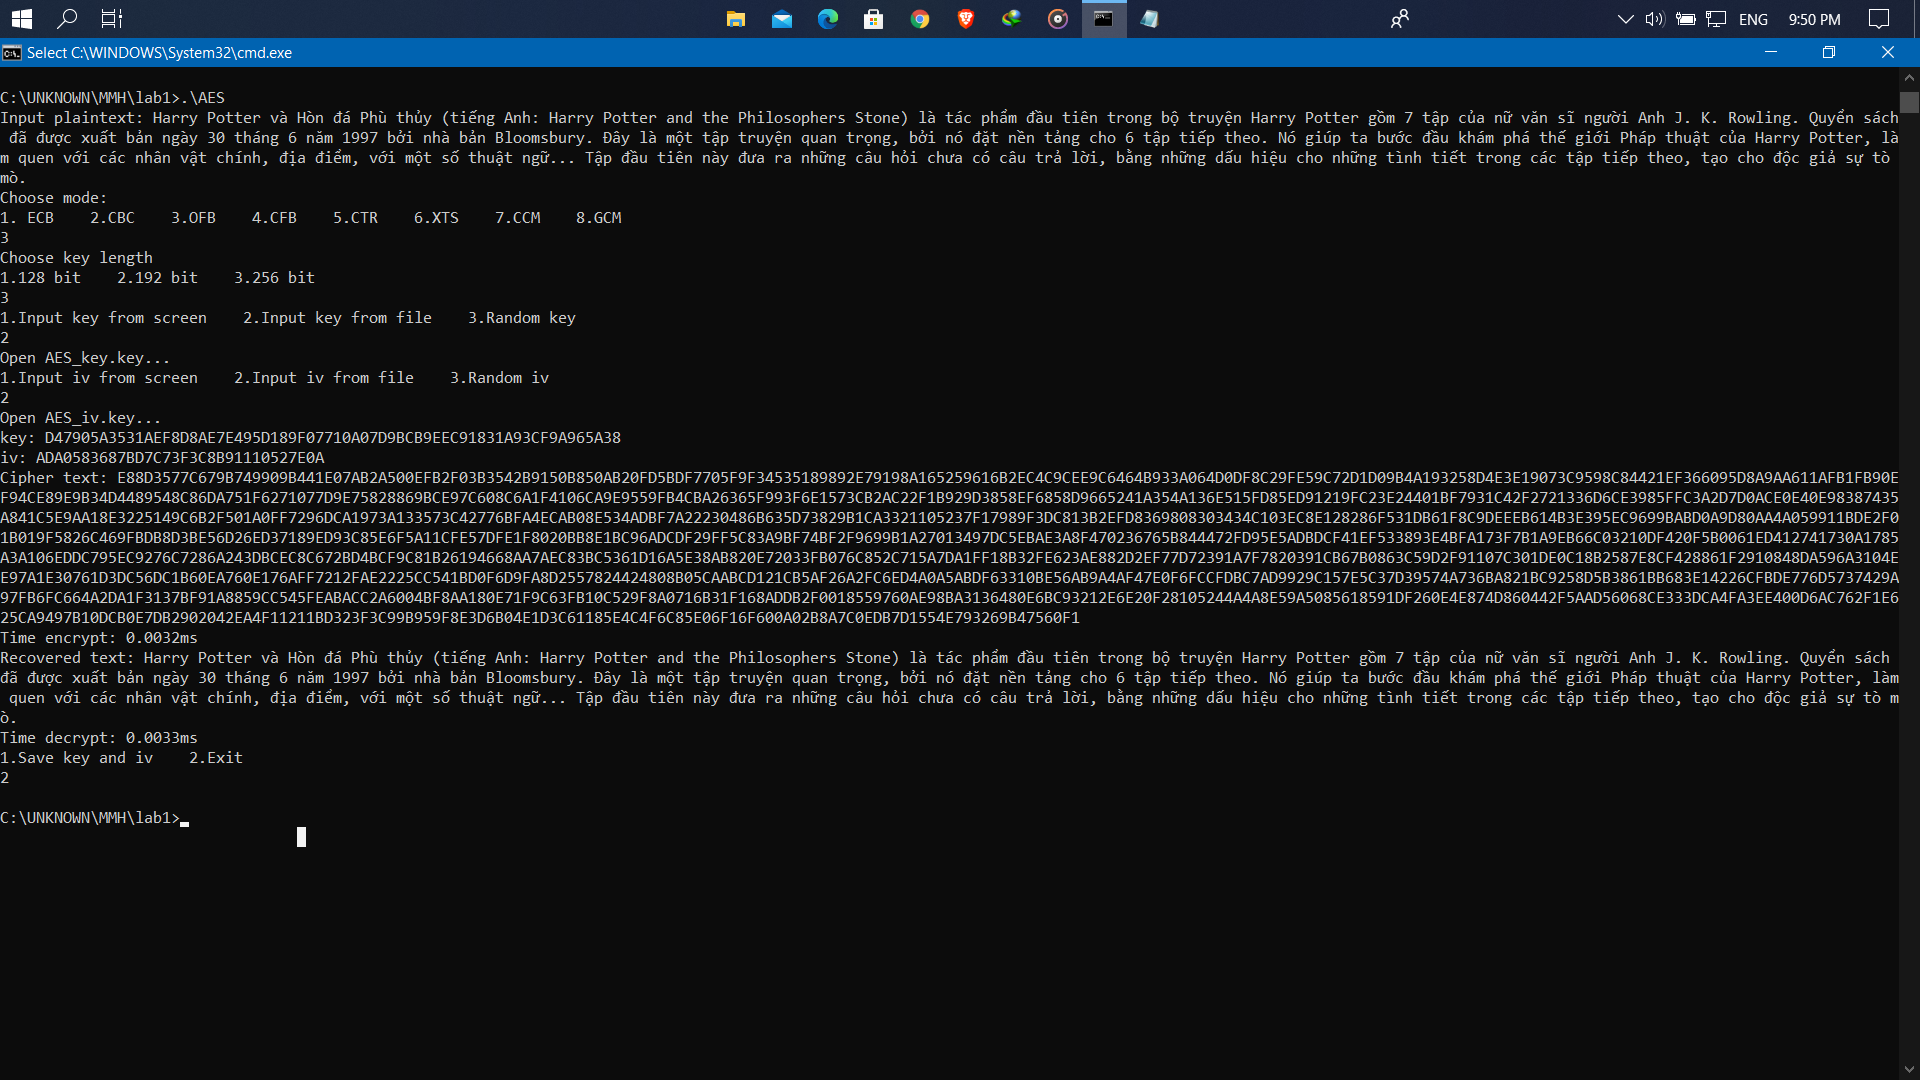 ENG 9:50 PM
Select C:\WINDOWS\System32\cmd.exe
C:\UNKNOWN\MMH\lab1>.\AES
Input plaintext: Harry Potter và Hòn đá Phù thủy (tiếng Anh: Harry Potter and the Philosophers Stone) là tác phẩm đầu tiên trong bộ truyện Harry Potter gồm 7 tập của nữ văn sĩ người Anh J. K. Rowling. Quyển sách
đã được xuất bản ngày 30 tháng 6 năm 1997 bởi nhà bản Bloomsbury. Đây là một tập truyện quan trọng, bởi nó đặt nền tảng cho 6 tập tiếp theo. Nó giúp ta bước đầu khám phá thế giới Pháp thuật của Harry Potter, là
m quen với các nhân vật chính, địa điểm, với một số thuật ngữ... Tập đầu tiên này đưa ra những câu hỏi chưa có câu trả lời, bằng những dấu hiệu cho những tình tiết trong các tập tiếp theo, tạo cho độc giả sự tò
mò.
Choose mode:
1. ECB    2.CBC    3.OFB    4.CFB    5.CTR    6.XTS    7.CCM    8.GCM
3
Choose key length
1.128 bit    2.192 bit    3.256 bit
3
1.Input key from screen    2.Input key from file    3.Random key
2
Open AES_key.key...
1.Input iv from screen    2.Input iv from file    3.Random iv
2
Open AES_iv.key...
key: D47905A3531AEF8D8AE7E495D189F07710A07D9BCB9EEC91831A93CF9A965A38
iv: ADA0583687BD7C73F3C8B91110527E0A
Cipher text: E88D3577C679B749909B441E07AB2A500EFB2F03B3542B9150B850AB20FD5BDF7705F9F34535189892E79198A165259616B2EC4C9CEE9C6464B933A064D0DF8C29FE59C72D1D09B4A193258D4E3E19073C9598C84421EF366095D8A9AA611AFB1FB90E
F94CE89E9B34D4489548C86DA751F6271077D9E75828869BCE97C608C6A1F4106CA9E9559FB4CBA26365F993F6E1573CB2AC22F1B929D3858EF6858D9665241A354A136E515FD85ED91219FC23E24401BF7931C42F2721336D6CE3985FFC3A2D7D0ACE0E40E98387435
A841C5E9AA18E3225149C6B2F501A0FF7296DCA1973A133573C42776BFA4ECAB08E534ADBF7A22230486B635D73829B1CA3321105237F17989F3DC813B2EFD8369808303434C103EC8E128286F531DB61F8C9DEEEB614B3E395EC9699BABD0A9D80AA4A059911BDE2F0
1B019F5826C469FBDB8D3BE56D26ED37189ED93C85E6F5A11CFE57DFE1F8020BB8E1BC96ADCDF29FF5C83A9BF74BF2F9699B1A27013497DC5EBAE3A8F470236765B844472FD95E5ADBDCF41EF533893E4BFA173F7B1A9EB66C03210DF420F5B0061ED412741730A1785
A3A106EDDC795EC9276C7286A243DBCEC8C672BD4BCF9C81B26194668AA7AEC83BC5361D16A5E38AB820E72033FB076C852C715A7DA1FF18B32FE623AE882D2EF77D72391A7F7820391CB67B0863C59D2F91107C301DE0C18B2587E8CF428861F2910848DA596A3104E
E97A1E30761D3DC56DC1B60EA760E176AFF7212FAE2225CC541BD0F6D9FA8D2557824424808B05CAABCD121CB5AF26A2FC6ED4A0A5ABDF63310BE56AB9A4AF47E0F6FCCFDBC7AD9929C157E5C37D39574A736BA821BC9258D5B3861BB683E14226CFBDE776D5737429A
97FB6FC664A2DA1F3137BF91A8859CC545FEABACC2A6004BF8AA180E71F9C63FB10C529F8A0716B31F168ADDB2F0018559760AE98BA3136480E6BC93212E6E20F28105244A4A8E59A5085618591DF260E4E874D860442F5AAD56068CE333DCA4FA3EE400D6AC762F1E6
25CA9497B10DCB0E7DB2902042EA4F11211BD323F3C99B959F8E3D6B04E1D3C61185E4C4F6C85E06F16F600A02B8A7C0EDB7D1554E793269B47560F1
Time encrypt: 0.0032ms
Recovered text: Harry Potter và Hòn đá Phù thủy (tiếng Anh: Harry Potter and the Philosophers Stone) là tác phẩm đầu tiên trong bộ truyện Harry Potter gồm 7 tập của nữ văn sĩ người Anh J. K. Rowling. Quyển sách
đã được xuất bản ngày 30 tháng 6 năm 1997 bởi nhà bản Bloomsbury. Đây là một tập truyện quan trọng, bởi nó đặt nền tảng cho 6 tập tiếp theo. Nó giúp ta bước đầu khám phá thế giới Pháp thuật của Harry Potter, làm
quen với các nhân vật chính, địa điểm, với một số thuật ngữ... Tập đầu tiên này đưa ra những câu hỏi chưa có câu trả lời, bằng những dấu hiệu cho những tình tiết trong các tập tiếp theo, tạo cho độc giả sự tò m
ò.
Time decrypt: 0.0033ms
1.Save key and iv    2.Exit
2
C:\UNKNOWN\MMH\lab1>